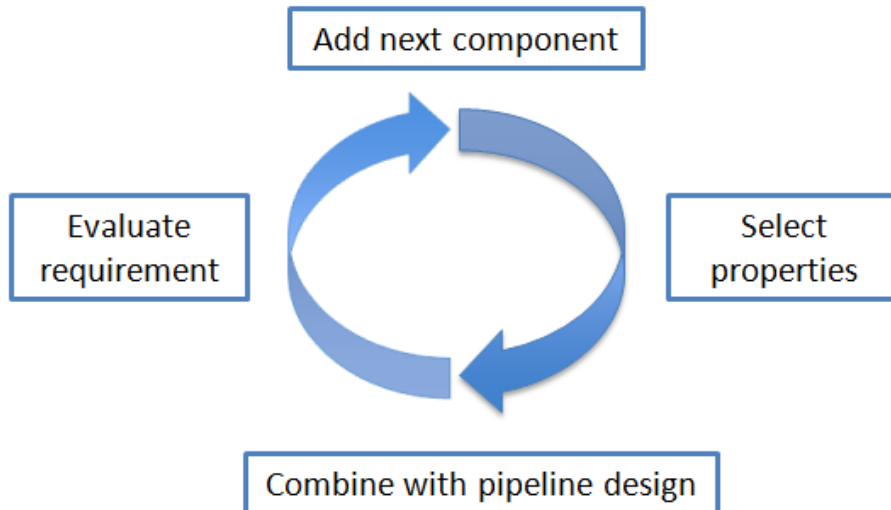 Add next component
Evaluate
requirement
Select
properties
Combine with pipeline design